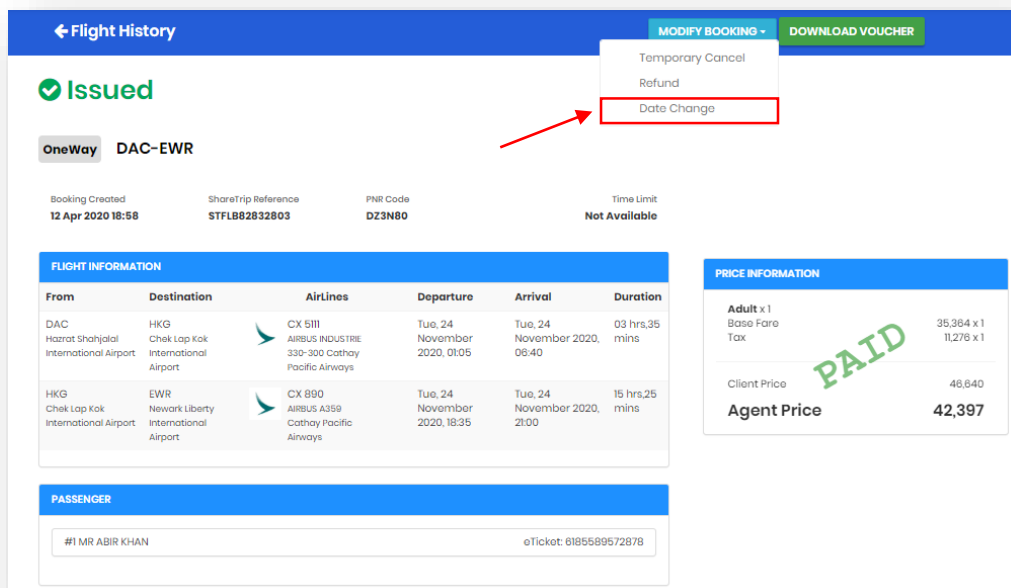 Flight History
MODIFY BOOKING
DOWNLOAD VOUCHER
Temporary Cancel
Refund
Date Change
Issued
OneWay DAC-EWR
Booking Created ShareTrip Reference PNR Code Time Limit
12 Apr 2020 18:58 STFLB82832803 DZ3N80 Not Available
FLIGHT INFORMATION
From Destination AirLines Departure Arrival Duration
DAC HKG CX 5111 Tue, 24 Tue, 24 03 hrs,35
Hazrat Shahjalal Chek Lap Kok AIRBUS INDUSTRIE November November 2020, mins
International Airport International 330-300 Cathay 2020, 01:05 06:40
Airport Pacific Airways
HKG EWR CX 890 Tue, 24 Tue, 24 15 hrs,25
Chek Lap Kok Newark Liberty AIRBUS A359 November November 2020, mins
International Airport International Cathay Pacific 2020, 18:35 21:00
Airport Airways
PRICE INFORMATION
Adult x 1
Base Fare 35,364 x 1
Tax 11,276 x 1
PAID
Client Price 46,640
Agent Price 42,397
PASSENGER
#1 MR ABIR KHAN eTicket: 6185589572878